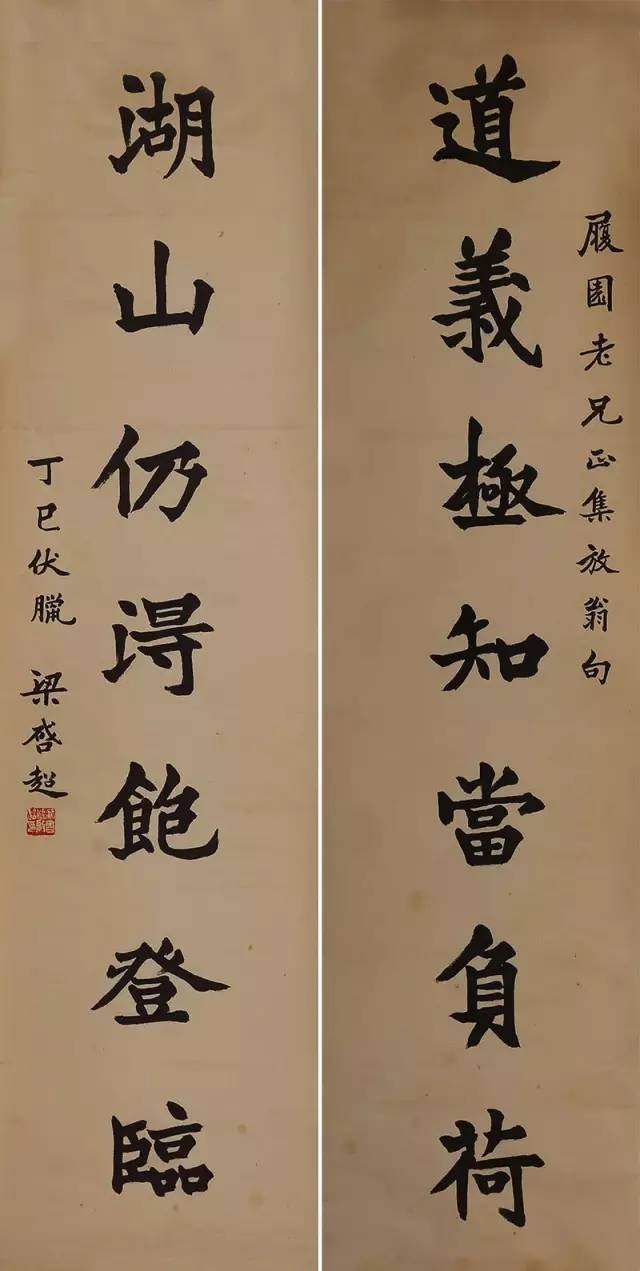 履園老兄正集放翁句
道義極知當負荷
湖山仍得飽登臨
丁巳伏臘 梁啓超